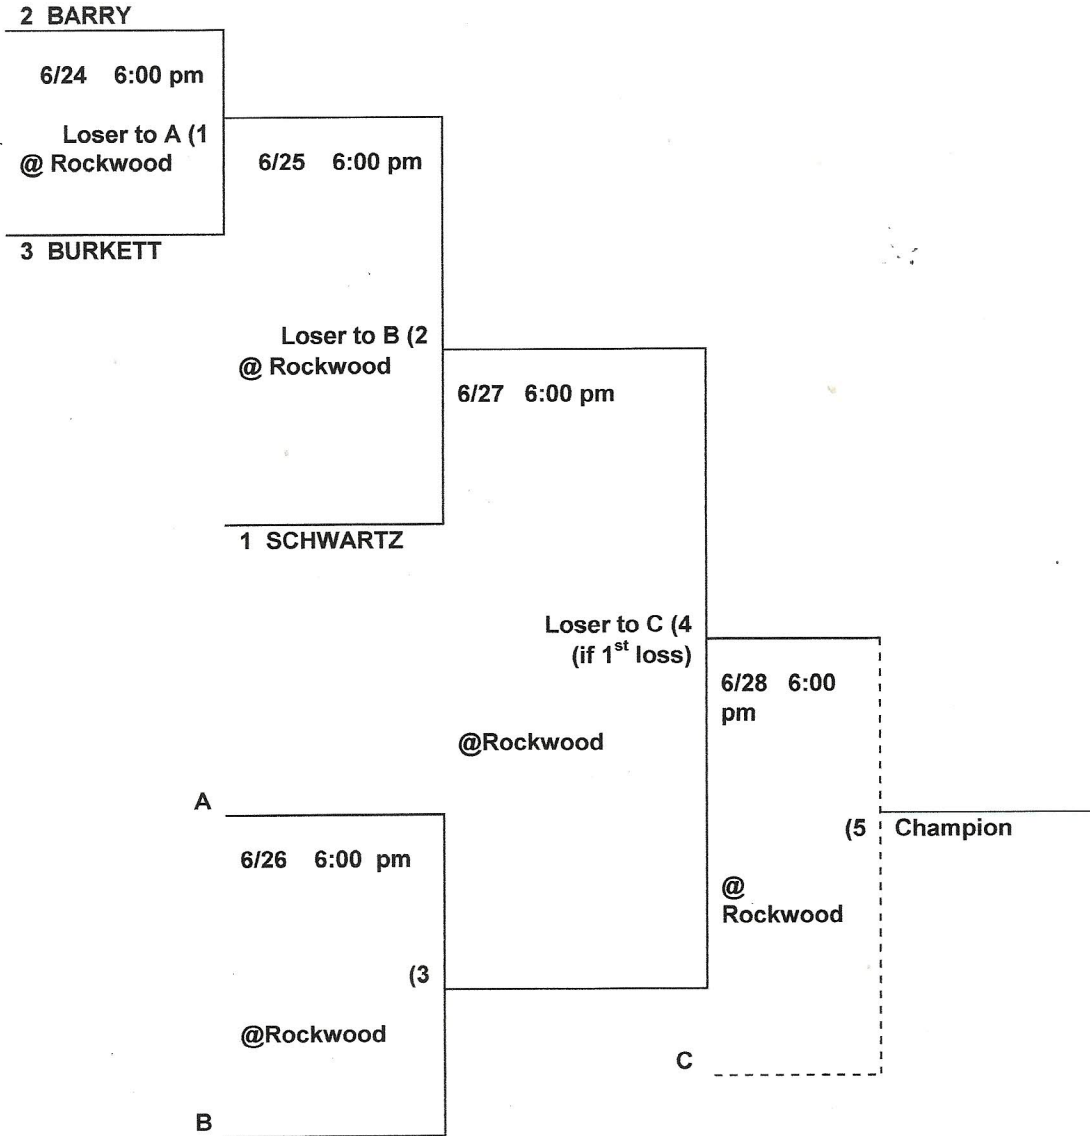 2 BARRY
6/24 6:00 pm
Loser to A (1
@ Rockwood
3 BURKETT
6/25 6:00 pm
Loser to B (2
@ Rockwood
1 SCHWARTZ
6/27 6:00 pm
Loser to C (4
(if 1st loss)
@Rockwood
6/28 6:00
pm
(5
Champion
@
Rockwood
C
A
6/26 6:00 pm
(3
@Rockwood
B